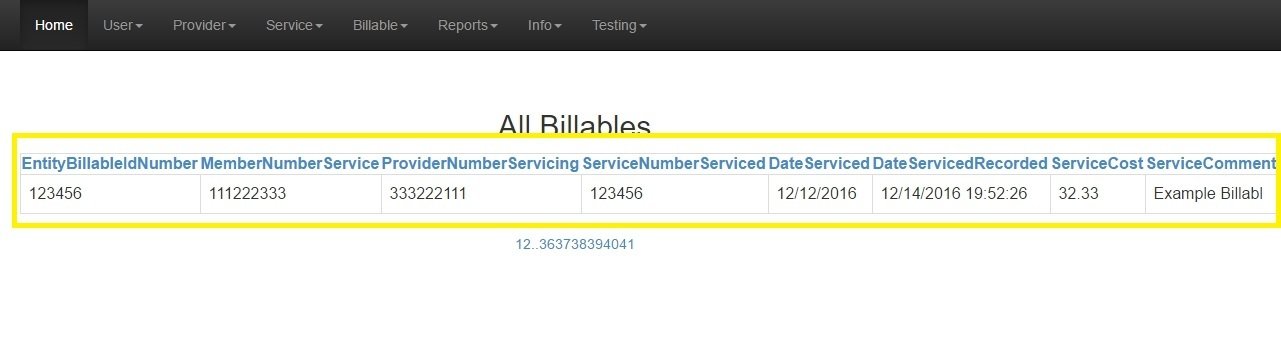 Home User Provider Service Billable Reports Info Testing
All Billables
EntityBillableIdNumber MemberNumberService ProviderNumberServicing ServiceNumberServiced DateServiced DateServicedRecorded ServiceCost ServiceComment
123456 111222333 333222111 123456 12/12/2016 12/14/2016 19:52:26 32.33 Example Billabl
12..363738394041